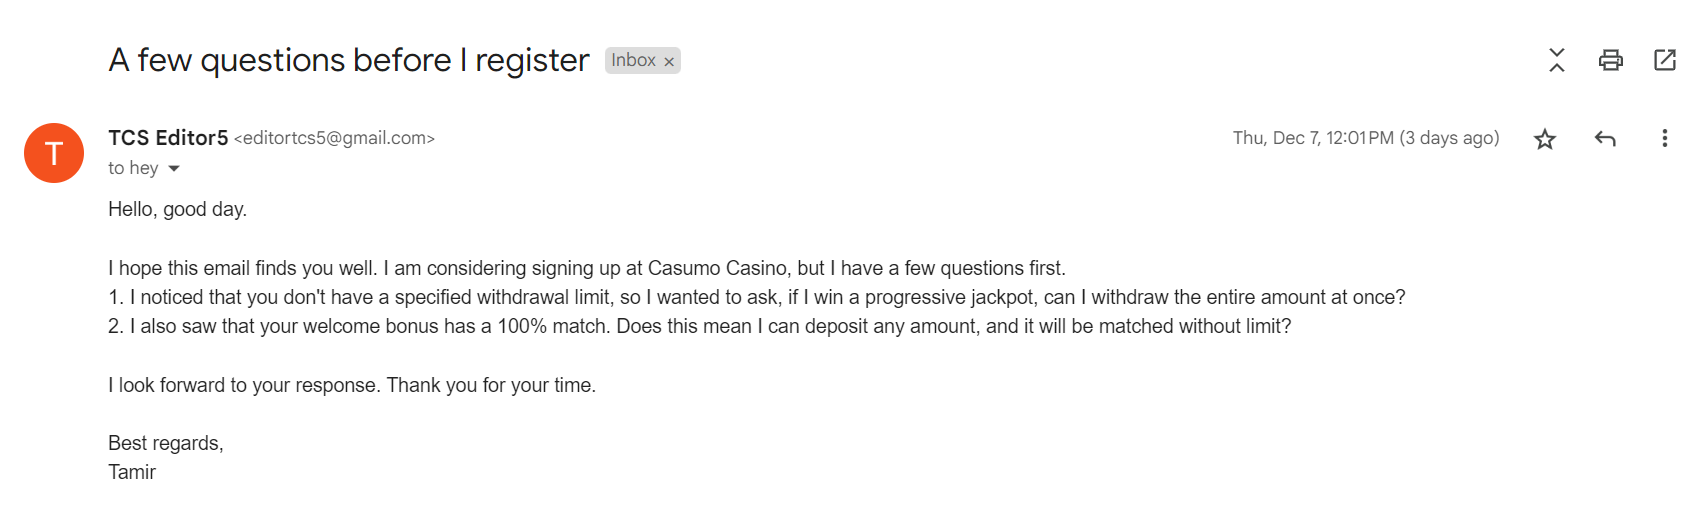 A few questions before I register Inbox ×
TCS Editor5 <editortcs5@gmail.com> Thu, Dec 7, 12:01 PM (3 days ago)
T
to hey
Hello, good day.
I hope this email finds you well. I am considering signing up at Casumo Casino, but I have a few questions first.
1. I noticed that you don't have a specified withdrawal limit, so I wanted to ask, if I win a progressive jackpot, can I withdraw the entire amount at once?
2. I also saw that your welcome bonus has a 100% match. Does this mean I can deposit any amount, and it will be matched without limit?
I look forward to your response. Thank you for your time.
Best regards,
Tamir